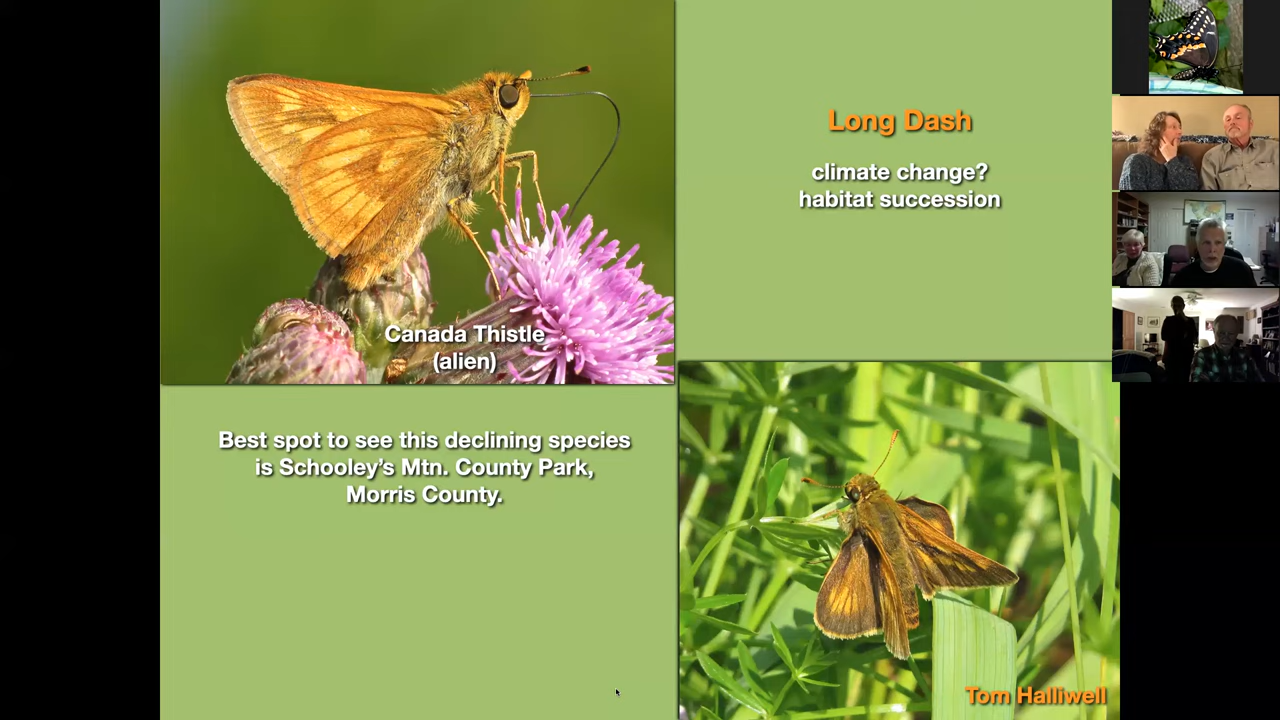 Long Dash
climate change?
habitat succession
Canada Thistle
(alien)
Best spot to see this declining species
is Schooley's Mtn. County Park,
Morris County.
Tom Halliwell